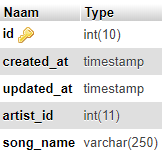 Naam Type
id int(10)
created_at timestamp
updated_at timestamp
artist_id int(11)
song_name varchar(250)